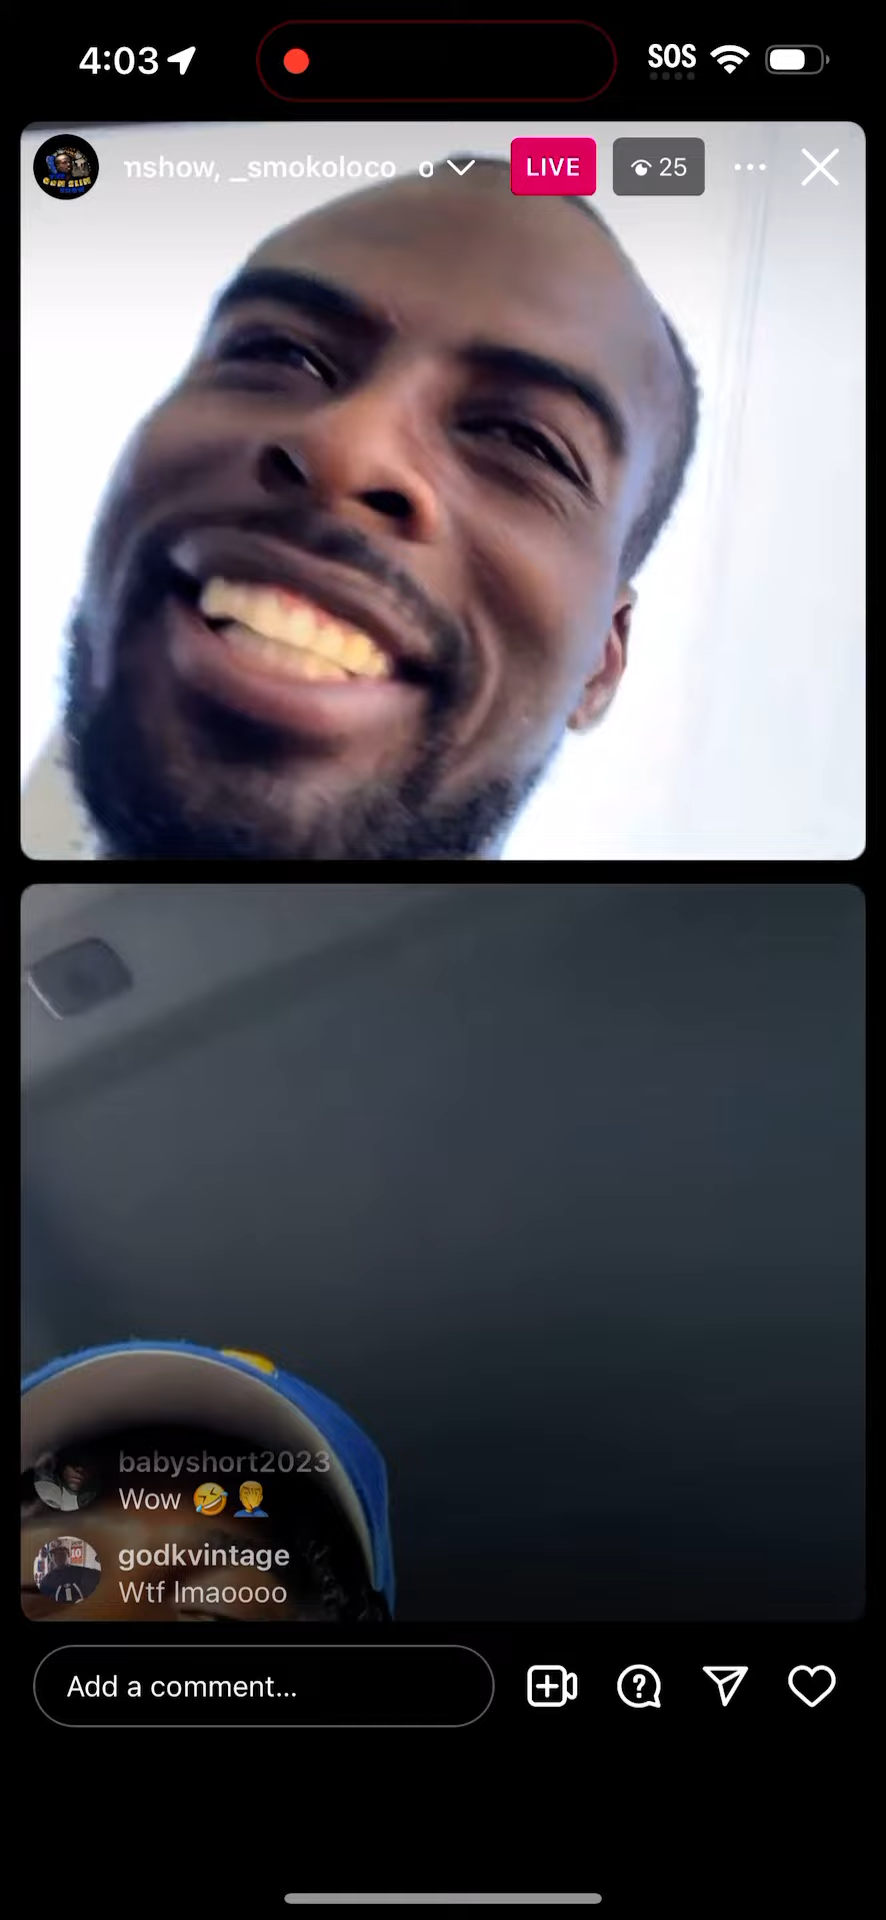 4:03
SOS
nshow, _smokoloco o
LIVE
25
babyshort2023
Wow 🤣🤦
godkvintage
Wtf lmaoooo
Add a comment...